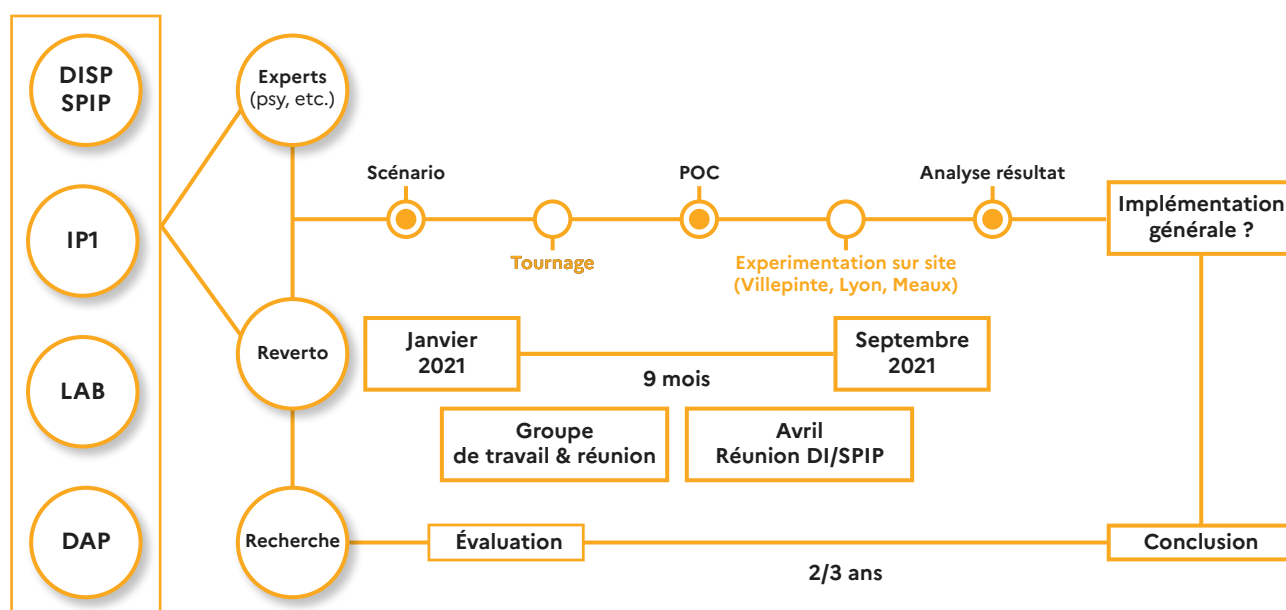 DISP
SPIP
IP1
LAB
DAP
Experts
(psy, etc.)
Reverto
Recherche
Scénario
Tournage
POC
Experimentation sur site
(Villepinte, Lyon, Meaux)
Analyse résultat
Implémentation
générale ?
Janvier
2021
9 mois
Septembre
2021
Groupe
de travail & réunion
Avril
Réunion DI/SPIP
Évaluation
2/3 ans
Conclusion